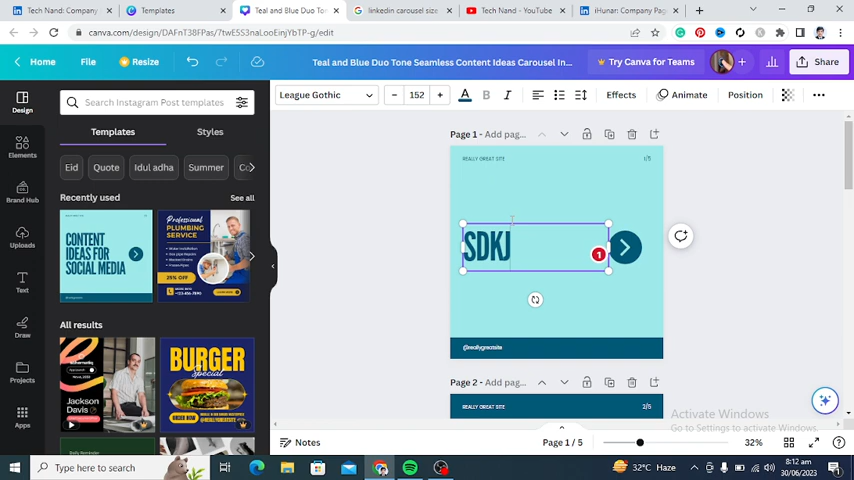 Tech Nand: Company
Templates
Teal and Blue Duo Ton
linkedin carousel size
Tech Nand - YouTube
iHunar: Company Page
canva.com/design/DAFnT38FPas/7twE5S3naLooEinjYbTP-g/edit
Home
File
Resize
Teal and Blue Duo Tone Seamless Content Ideas Carousel In...
Try Canva for Teams
Share
League Gothic
152
Effects
Animate
Position
Design
Elements
Brand Hub
Uploads
Text
Draw
Projects
Apps
Search Instagram Post templates
Templates
Styles
Eid
Quote
Idul adha
Summer
Co
Recently used
See all
CONTENT
IDEAS FOR
SOCIAL MEDIA
Professional
PLUMBING
SERVICE
25% OFF
All results
Jackson
Davis
BURGER
Special
Page 1 - Add pag...
REALLY GREAT SITE
1/5
SDKJ
1
@reallygreatsite
Page 2 - Add pag...
REALLY GREAT SITE
2/5
Activate Windows
Go to Settings to activate Windows.
Notes
Page 1 / 5
32%
Type here to search
32°C Haze
8:12 am
30/06/2023